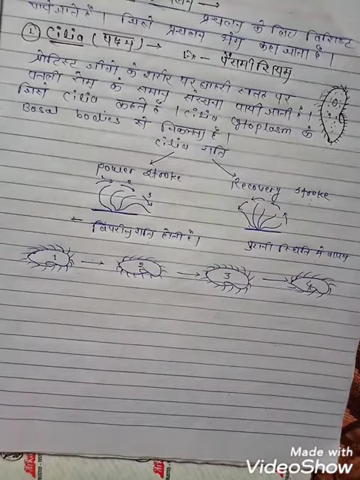 पाये जाते हैं। जिसे प्रचलन के लिए विशिष्ट
प्रचलन अंग कहा जाता है।
① Cilia (पक्ष्म) → Ex- पैरामीशियम
प्रोटिस्ट जीवों के शरीर पर बाहरी सतह पर
पतली रोम के समान संरचना पायी जाती है।
जिसे cilia कहते हैं। cilia Cytoplasm के
Basal bodies से निकलता है।
Cilia गति
Power stroke
Recovery stroke
← विपरीत गति होती है।
पुरानी स्थिति में वापस
1 → 2 → 3 → 4
Made with
VideoShow